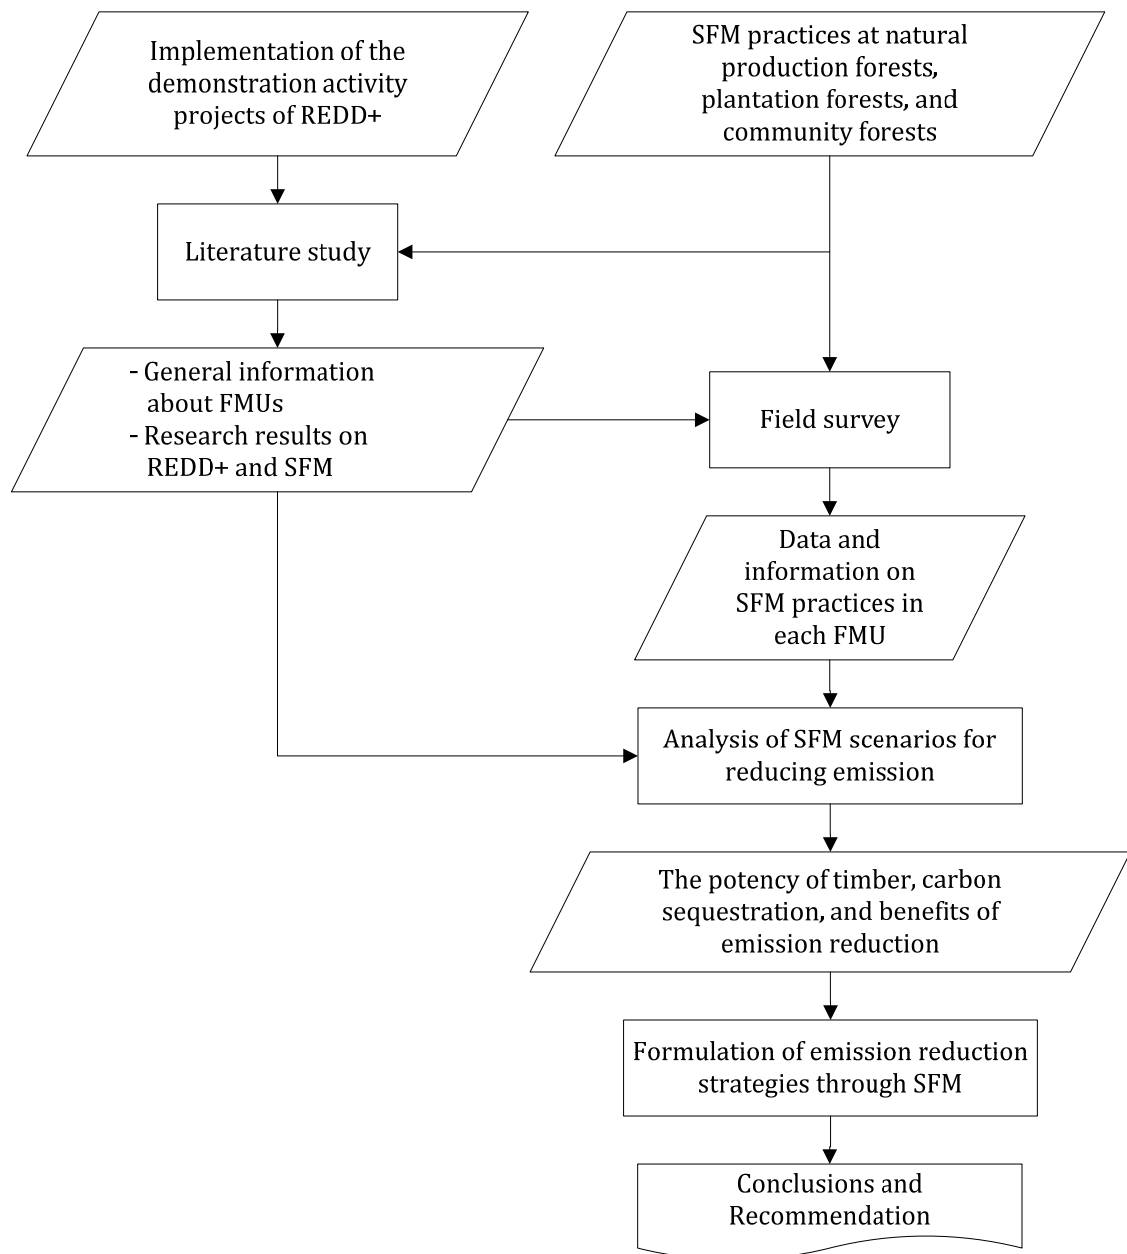 Implementation of the
demonstration activity
projects of REDD+
SFM practices at natural
production forests,
plantation forests, and
community forests
Literature study
- General information
about FMUs
- Research results on
REDD+ and SFM
Field survey
Data and
information on
SFM practices in
each FMU
Analysis of SFM scenarios for
reducing emission
The potency of timber, carbon
sequestration, and benefits of
emission reduction
Formulation of emission reduction
strategies through SFM
Conclusions and
Recommendation